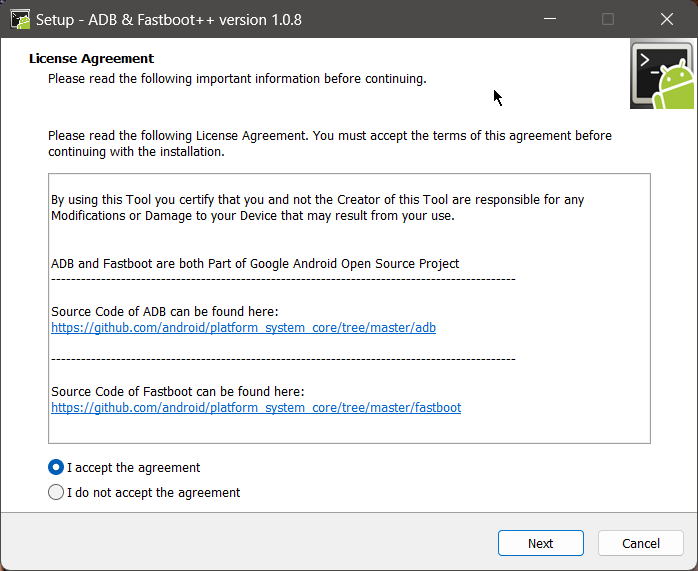 Setup - ADB & Fastboot++ version 1.0.8
License Agreement
Please read the following important information before continuing.
Please read the following License Agreement. You must accept the terms of this agreement before
continuing with the installation.
By using this Tool you certify that you and not the Creator of this Tool are responsible for any
Modifications or Damage to your Device that may result from your use.
ADB and Fastboot are both Part of Google Android Open Source Project
---------------------------------------------------------------------------------------------
Source Code of ADB can be found here:
https://github.com/android/platform_system_core/tree/master/adb
---------------------------------------------------------------------------------------------
Source Code of Fastboot can be found here:
https://github.com/android/platform_system_core/tree/master/fastboot
I accept the agreement
I do not accept the agreement
Next
Cancel